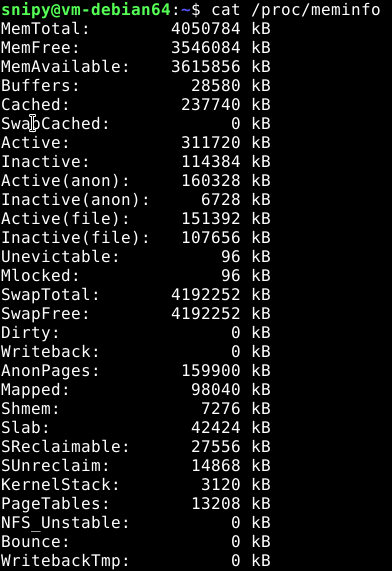 snipy@vm-debian64:~$ cat /proc/meminfo
MemTotal:        4050784 kB
MemFree:         3546084 kB
MemAvailable:    3615856 kB
Buffers:           28580 kB
Cached:           237740 kB
SwapCached:            0 kB
Active:           311720 kB
Inactive:         114384 kB
Active(anon):     160328 kB
Inactive(anon):     6728 kB
Active(file):     151392 kB
Inactive(file):   107656 kB
Unevictable:          96 kB
Mlocked:              96 kB
SwapTotal:       4192252 kB
SwapFree:        4192252 kB
Dirty:                 0 kB
Writeback:             0 kB
AnonPages:        159900 kB
Mapped:            98040 kB
Shmem:              7276 kB
Slab:              42424 kB
SReclaimable:      27556 kB
SUnreclaim:        14868 kB
KernelStack:        3120 kB
PageTables:        13208 kB
NFS_Unstable:          0 kB
Bounce:                0 kB
WritebackTmp:          0 kB